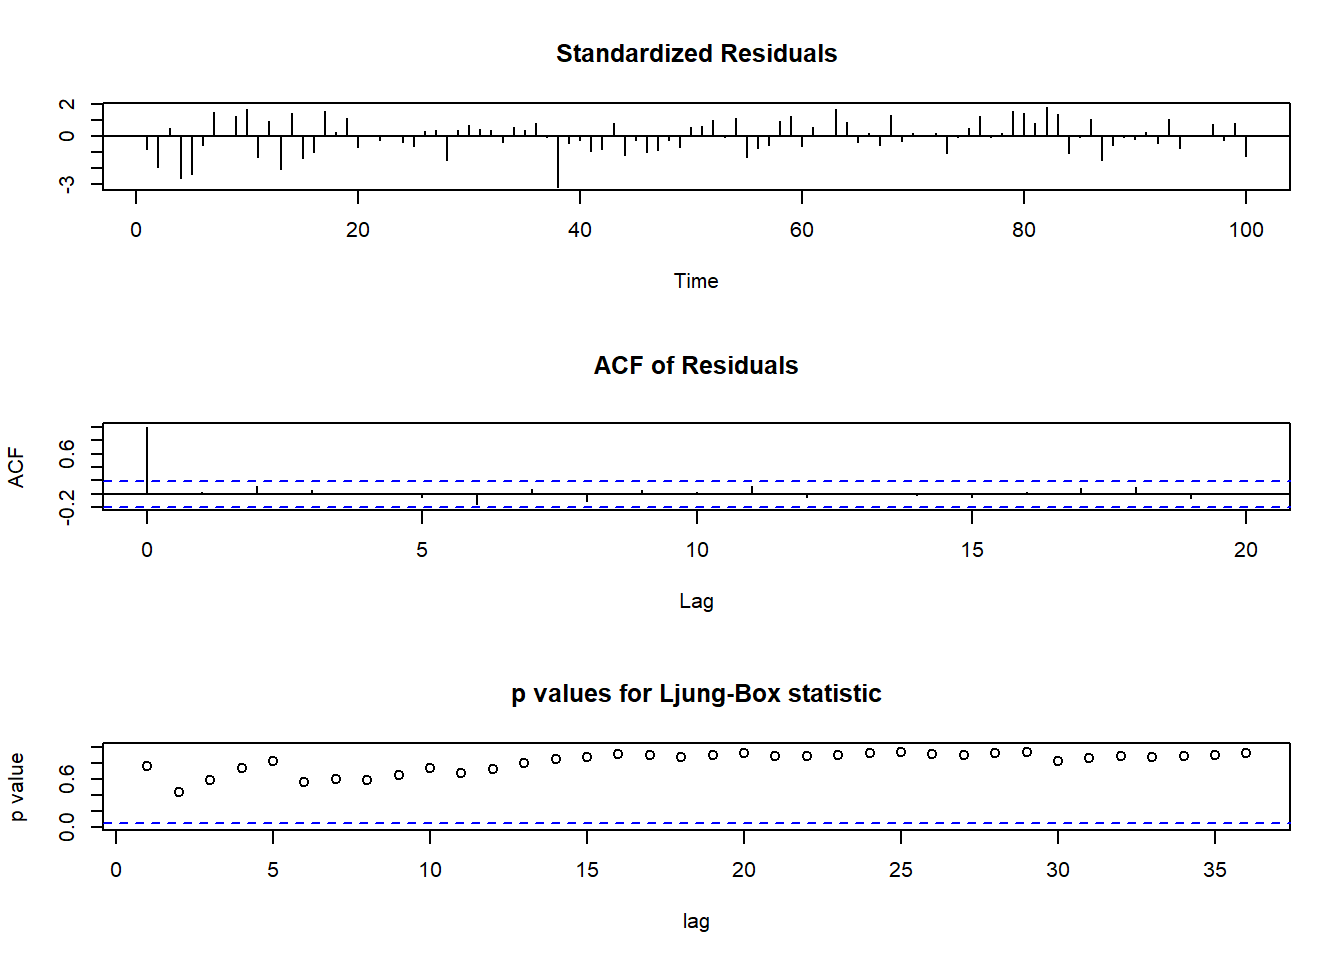 Standardized Residuals
2
0
-3
0 20 40 60 80 100
Time
ACF of Residuals
ACF
0.6
-0.2
0 5 10 15 20
Lag
p values for Ljung-Box statistic
p value
0.6
0.0
0 5 10 15 20 25 30 35
lag